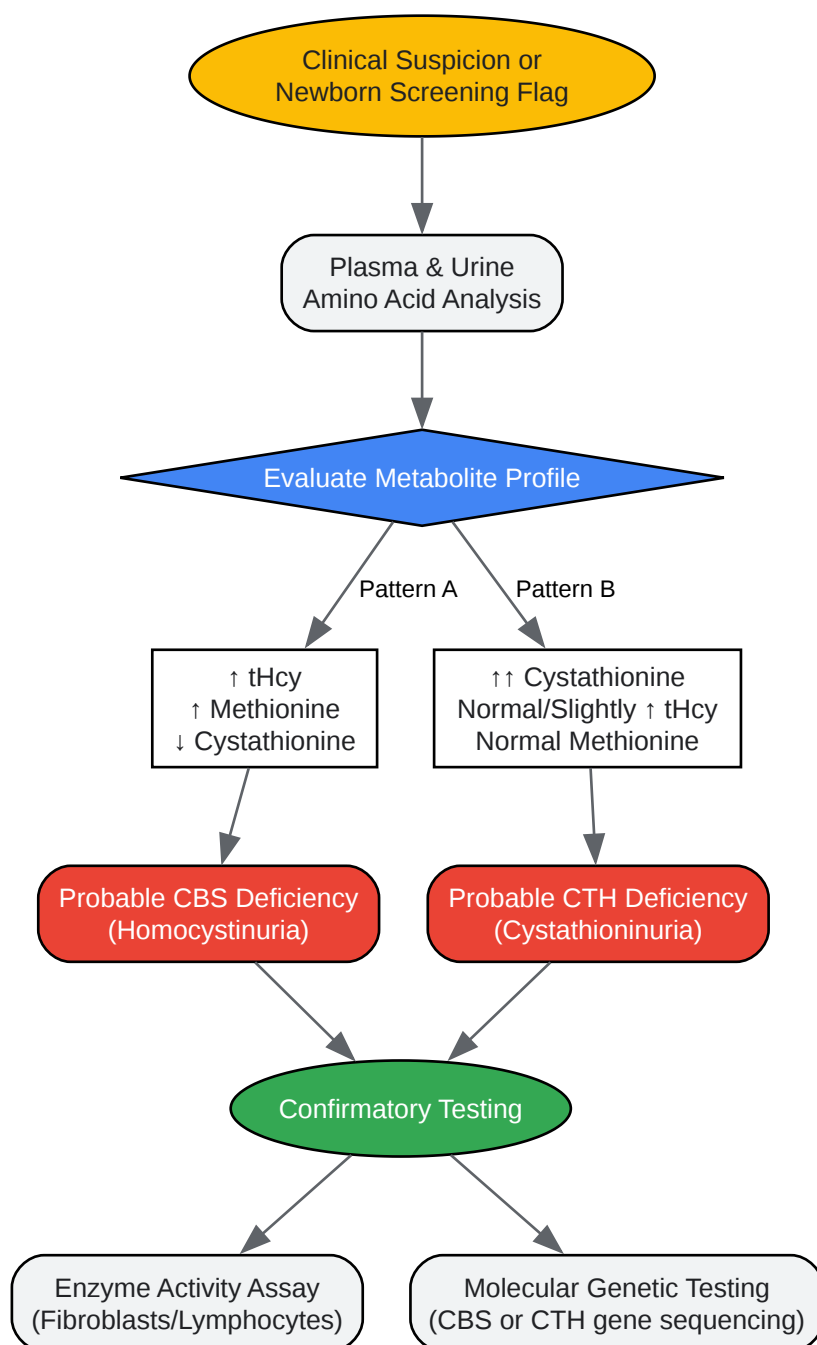 Clinical Suspicion or
Newborn Screening Flag
Plasma & Urine
Amino Acid Analysis
Evaluate Metabolite Profile
Pattern A
Pattern B
↑ tHcy
↑ Methionine
↓ Cystathionine
↑↑ Cystathionine
Normal/Slightly ↑ tHcy
Normal Methionine
Probable CBS Deficiency
(Homocystinuria)
Probable CTH Deficiency
(Cystathioninuria)
Confirmatory Testing
Enzyme Activity Assay
(Fibroblasts/Lymphocytes)
Molecular Genetic Testing
(CBS or CTH gene sequencing)